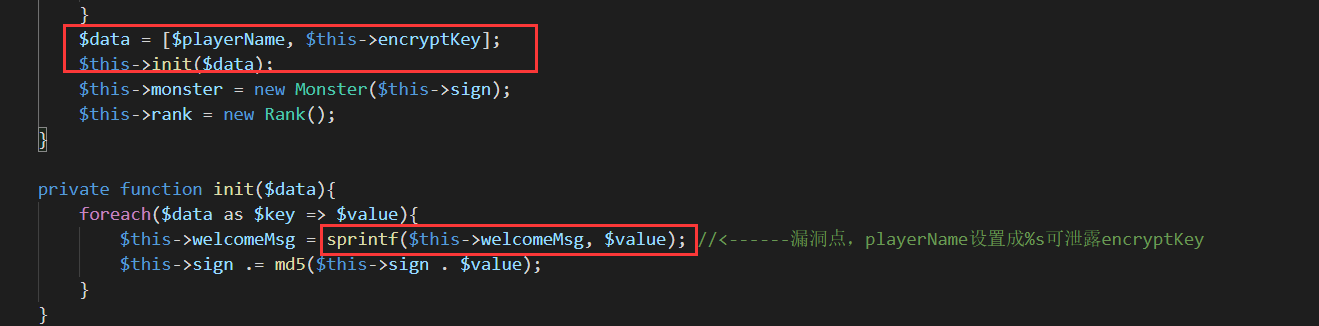 }
$data = [$playerName, $this->encryptKey];
$this->init($data);
$this->monster = new Monster($this->sign);
$this->rank = new Rank();
}
private function init($data){
foreach($data as $key => $value){
$this->welcomeMsg = sprintf($this->welcomeMsg, $value); //<------漏洞点，playerName设置成%s可泄露encryptKey
$this->sign .= md5($this->sign . $value);
}
}